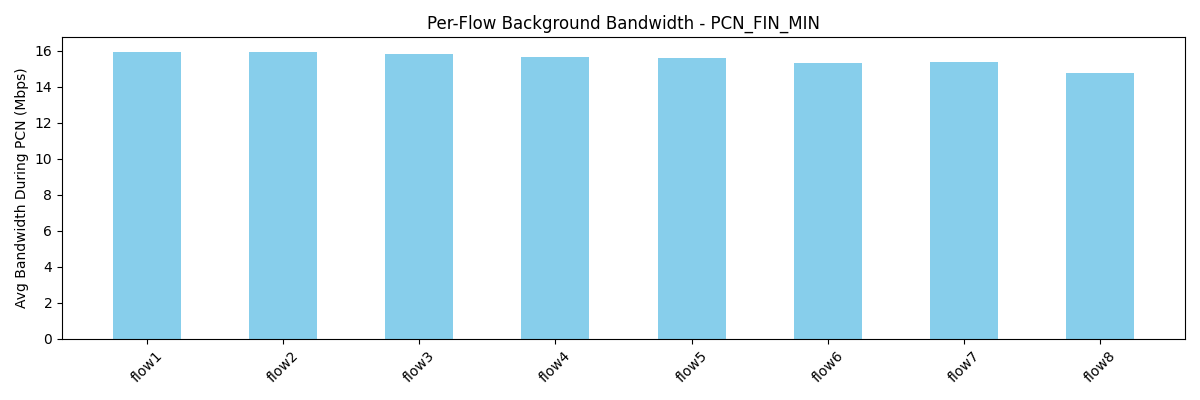 Per-Flow Background Bandwidth - PCN_FIN_MIN
Avg Bandwidth During PCN (Mbps)
16
14
12
10
8
6
4
2
0
flow1
flow2
flow3
flow4
flow5
flow6
flow7
flow8